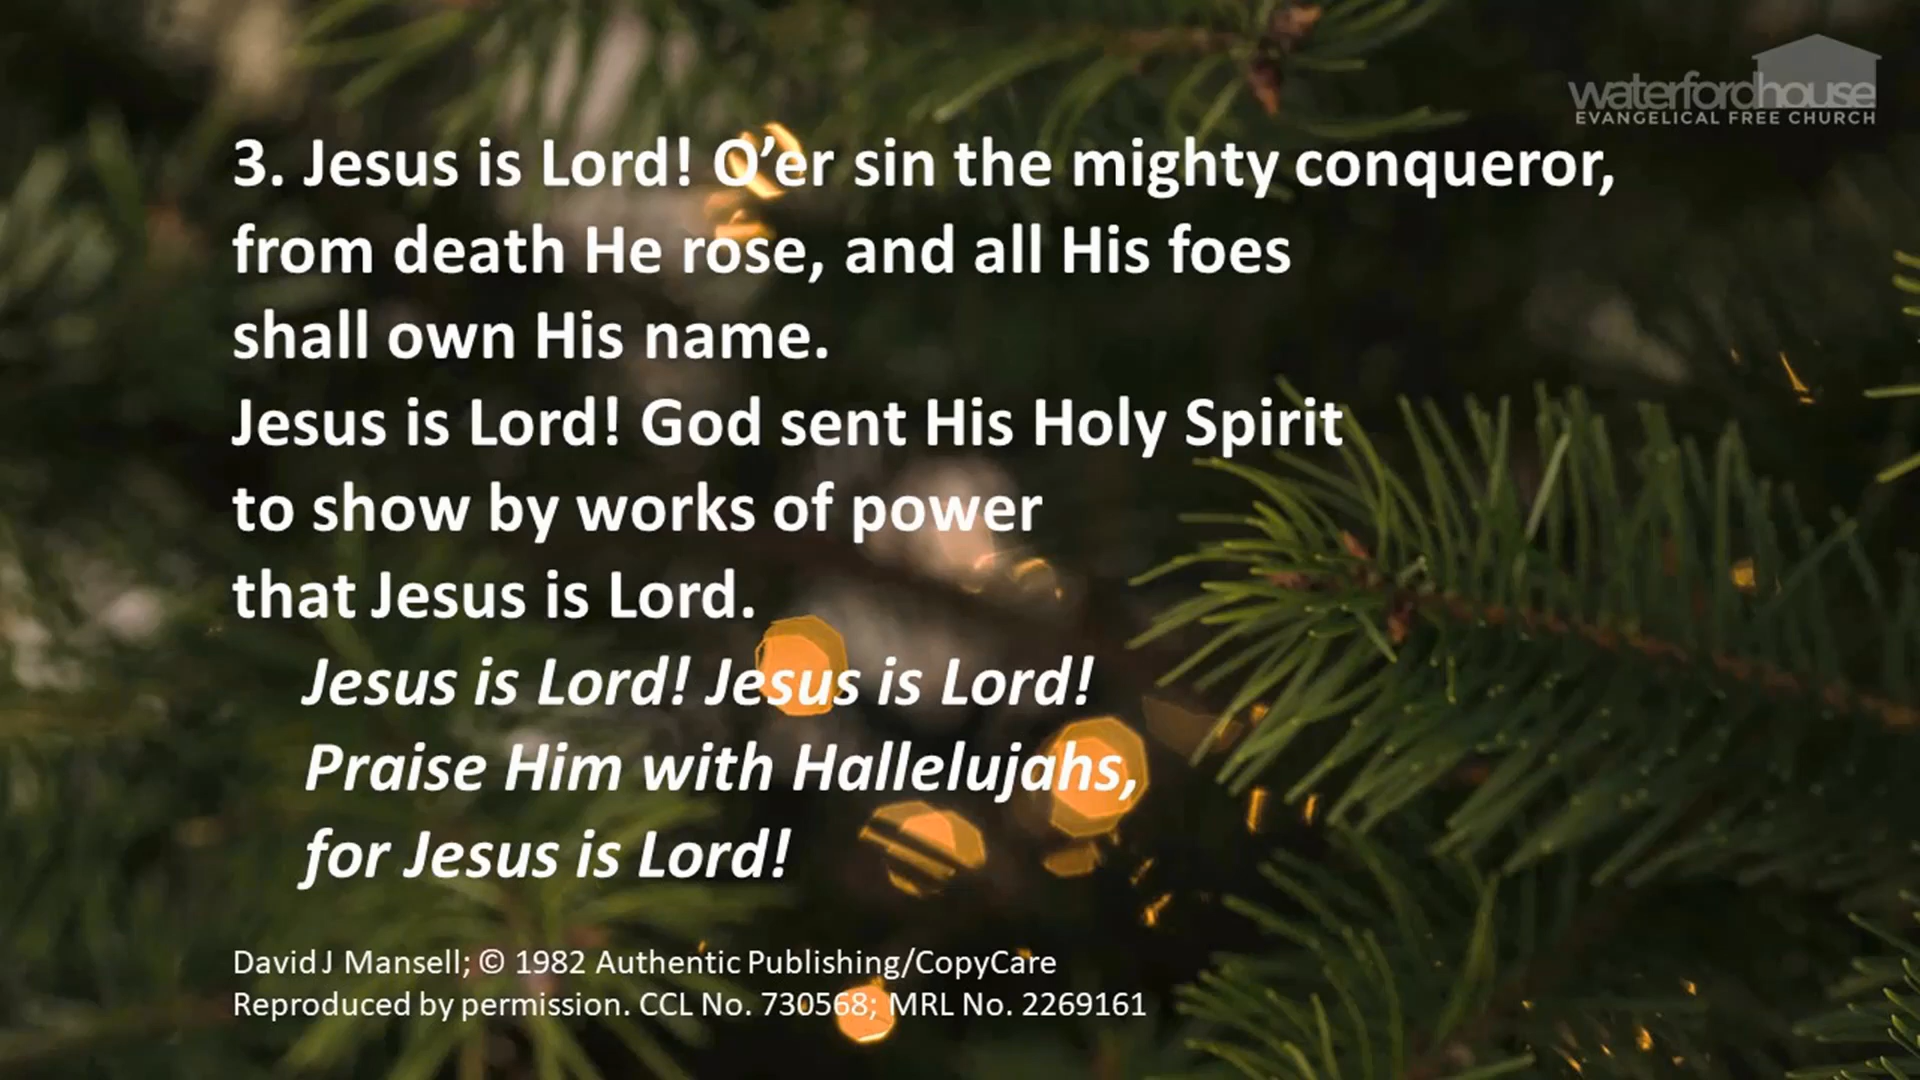 waterfordhouse
EVANGELICAL FREE CHURCH
3. Jesus is Lord! O’er sin the mighty conqueror,
from death He rose, and all His foes
shall own His name.
Jesus is Lord! God sent His Holy Spirit
to show by works of power
that Jesus is Lord.
Jesus is Lord! Jesus is Lord!
Praise Him with Hallelujahs,
for Jesus is Lord!
David J Mansell; © 1982 Authentic Publishing/CopyCare
Reproduced by permission. CCL No. 730568; MRL No. 2269161